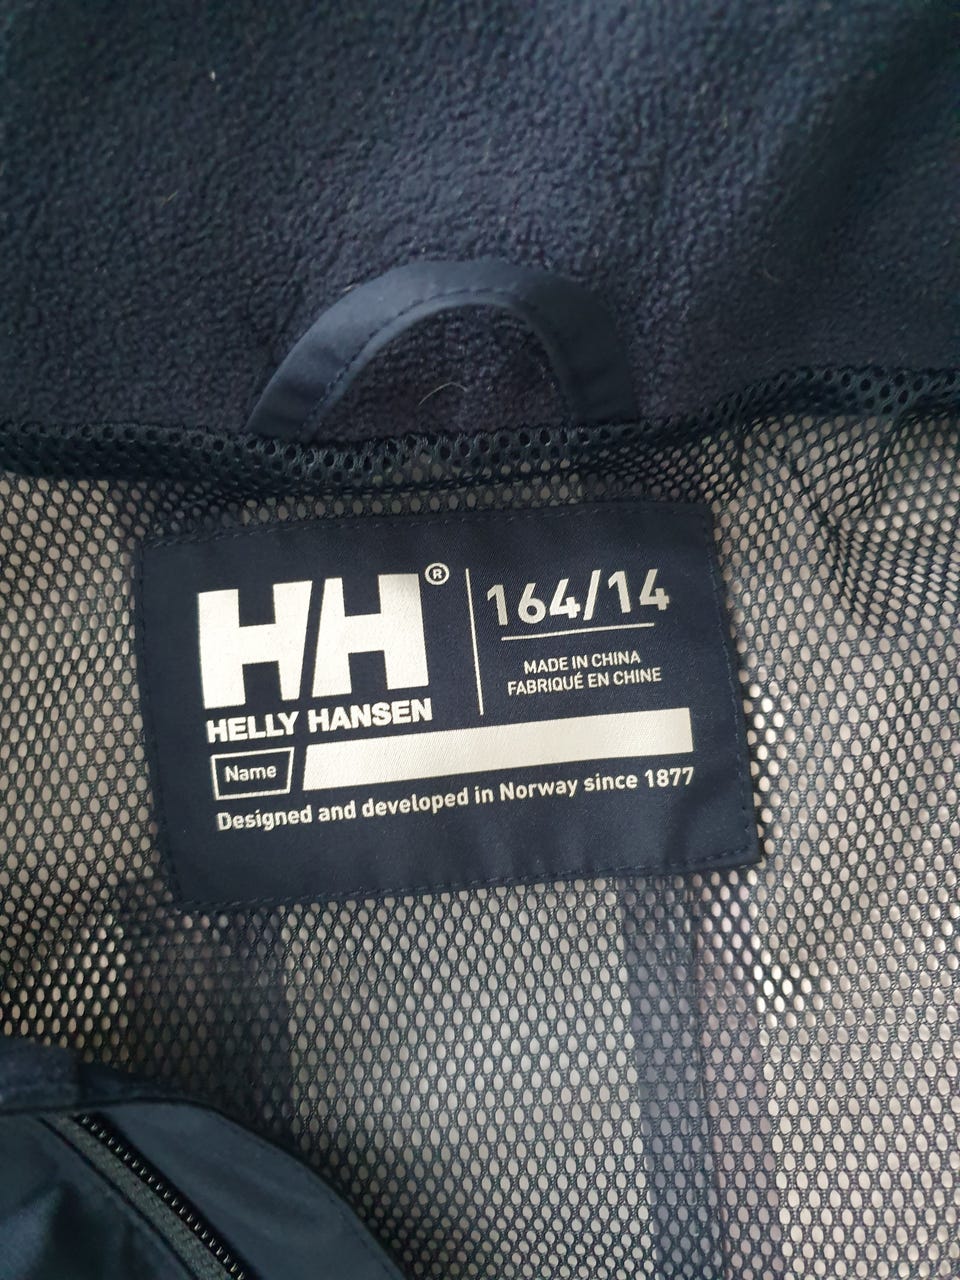 HH®
HELLY HANSEN
164/14
MADE IN CHINA
FABRIQUÉ EN CHINE
Name
Designed and developed in Norway since 1877